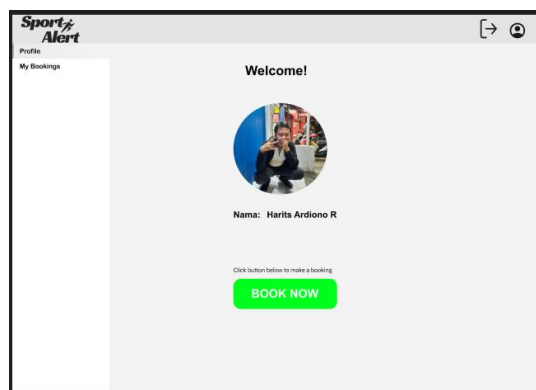 Sport
Alert
Profile
My Bookings
Welcome!
Nama: Harits Ardiono R
Click button below to make a booking
BOOK NOW